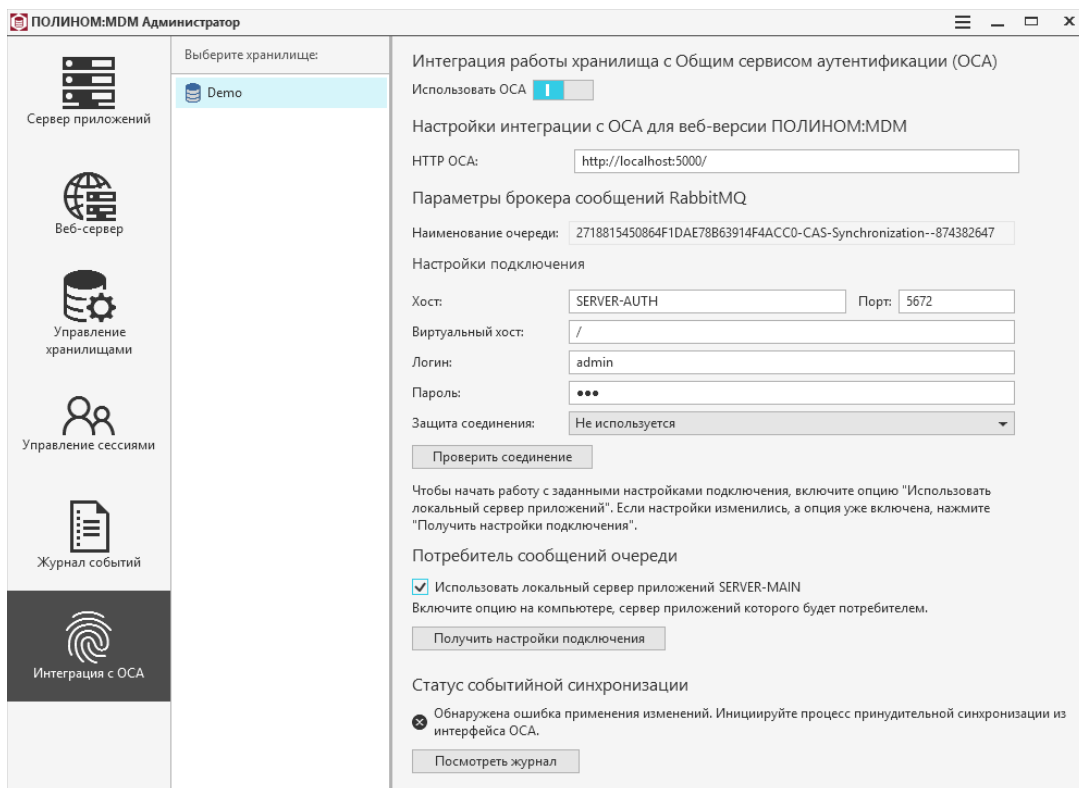 ПОЛИНОМ:MDM Администратор
Сервер приложений
Веб-сервер
Управление
хранилищами
Управление сессиями
Журнал событий
Интеграция с ОСА
Выберите хранилище:
Demo
Интеграция работы хранилища с Общим сервисом аутентификации (ОСА)
Использовать ОСА
Настройки интеграции с ОСА для веб-версии ПОЛИНОМ:MDM
HTTP ОСА: http://localhost:5000/
Параметры брокера сообщений RabbitMQ
Наименование очереди: 2718815450864F1DAE78B63914F4ACC0-CAS-Synchronization--874382647
Настройки подключения
Хост: SERVER-AUTH Порт: 5672
Виртуальный хост: /
Логин: admin
Пароль: •••
Защита соединения: Не используется
Проверить соединение
Чтобы начать работу с заданными настройками подключения, включите опцию "Использовать
локальный сервер приложений". Если настройки изменились, а опция уже включена, нажмите
"Получить настройки подключения".
Потребитель сообщений очереди
Использовать локальный сервер приложений SERVER-MAIN
Включите опцию на компьютере, сервер приложений которого будет потребителем.
Получить настройки подключения
Статус событийной синхронизации
Обнаружена ошибка применения изменений. Инициируйте процесс принудительной синхронизации из
интерфейса ОСА.
Посмотреть журнал